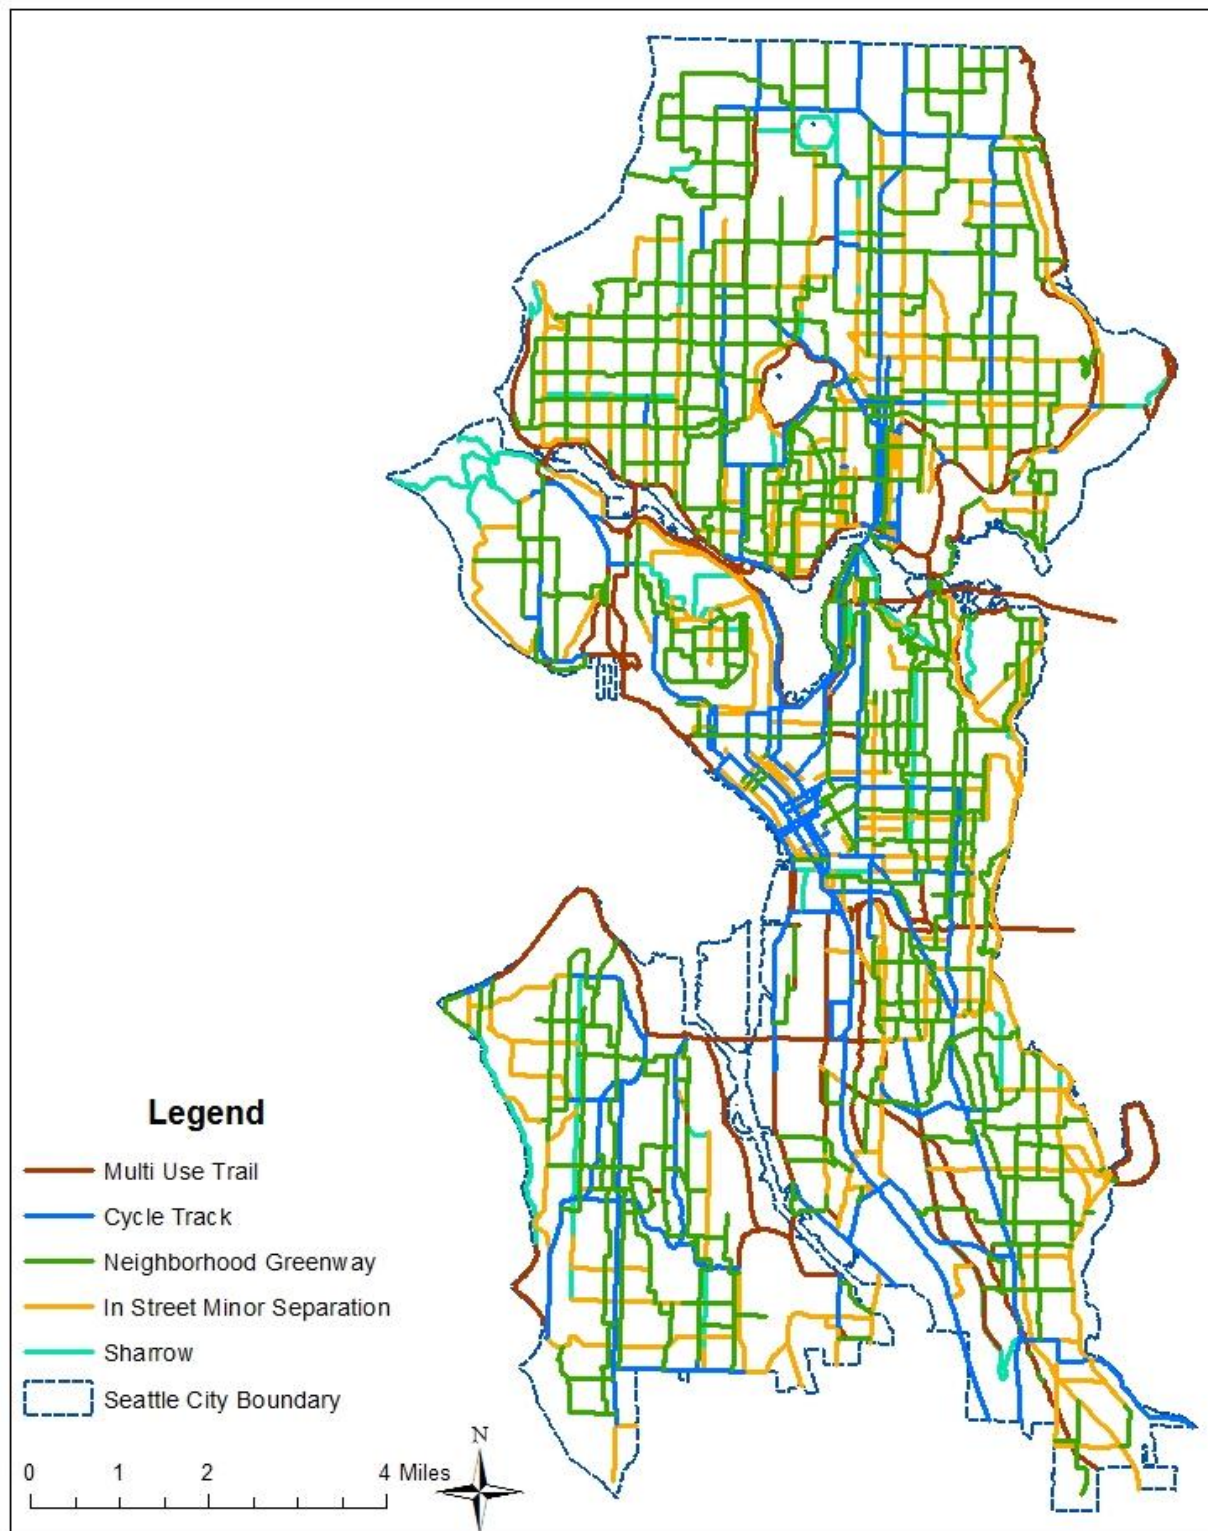 Legend
Multi Use Trail
Cycle Track
Neighborhood Greenway
In Street Minor Separation
Sharrow
Seattle City Boundary
N
0 1 2 4 Miles